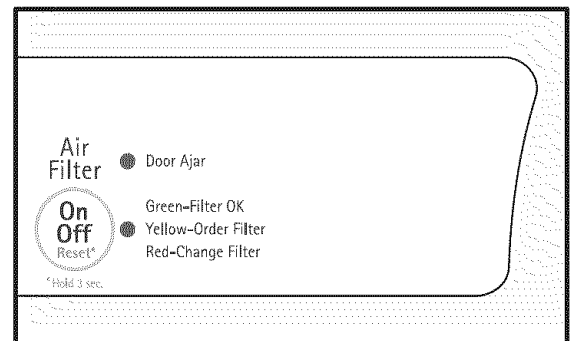 Air
Filter
Door Ajar
On
Off
Reset*
*Hold 3 sec.
Green-Filter OK
Yellow-Order Filter
Red-Change Filter